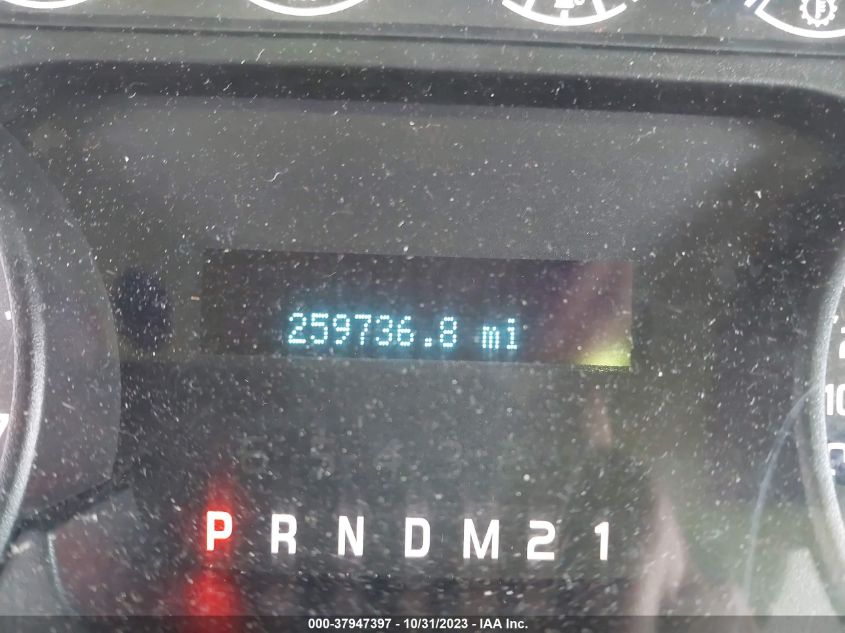 259736.8 mi
P R N D M 2 1
000-37947397 - 10/31/2023 - IAA Inc.